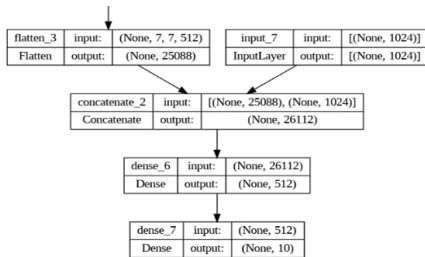 flatten_3 input: (None, 7, 7, 512)
Flatten output: (None, 25088)
input_7 input: [(None, 1024)]
InputLayer output: [(None, 1024)]
concatenate_2 input: [(None, 25088), (None, 1024)]
Concatenate output: (None, 26112)
dense_6 input: (None, 26112)
Dense output: (None, 512)
dense_7 input: (None, 512)
Dense output: (None, 10)